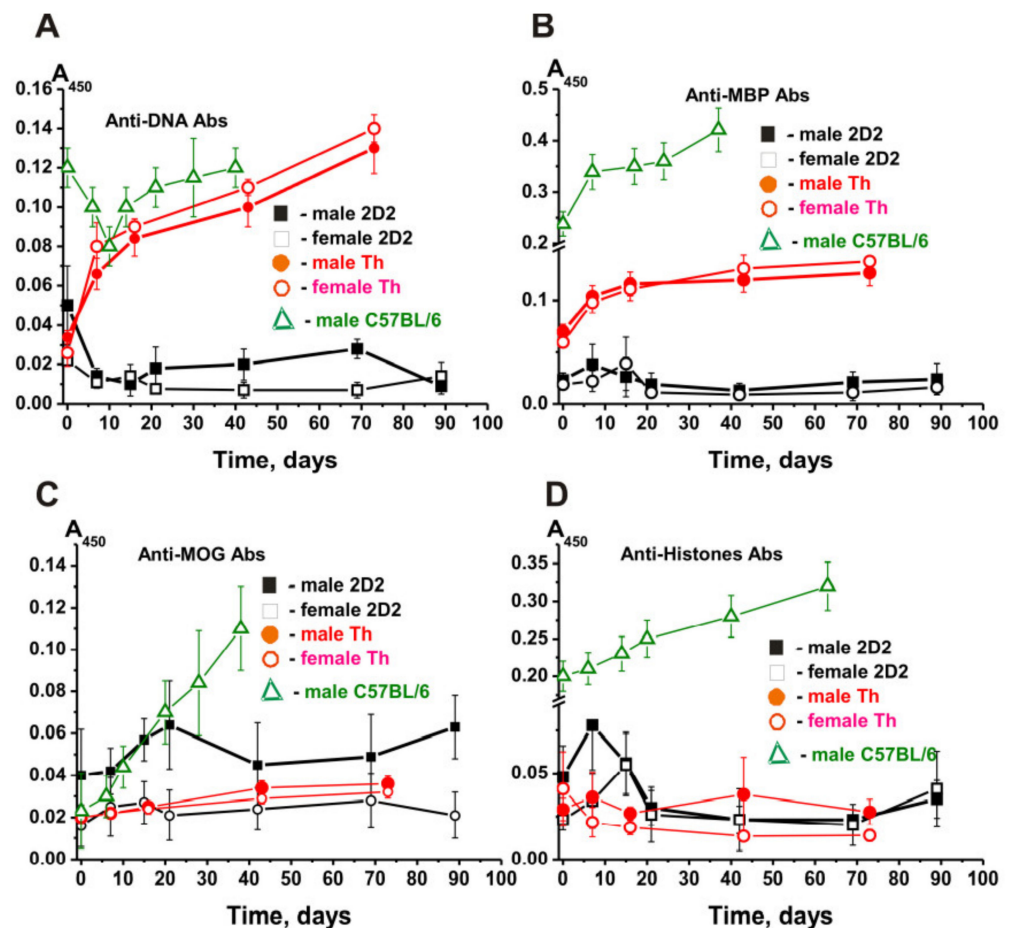 A
A450
Anti-DNA Abs
0.16
0.14
0.12
0.10
0.08
0.06
0.04
0.02
0.00
- male 2D2
- female 2D2
- male Th
- female Th
- male C57BL/6
0 10 20 30 40 50 60 70 80 90 100
Time, days
B
A450
Anti-MBP Abs
0.5
0.4
0.3
0.2
0.1
0.0
- male 2D2
- female 2D2
- male Th
- female Th
- male C57BL/6
0 10 20 30 40 50 60 70 80 90 100
Time, days
C
A450
Anti-MOG Abs
0.14
0.12
0.10
0.08
0.06
0.04
0.02
0.00
- male 2D2
- female 2D2
- male Th
- female Th
- male C57BL/6
0 10 20 30 40 50 60 70 80 90 100
Time, days
D
A450
Anti-Histones Abs
0.35
0.30
0.25
0.20
0.05
0.00
- male 2D2
- female 2D2
- male Th
- female Th
- male C57BL/6
0 10 20 30 40 50 60 70 80 90 100
Time, days